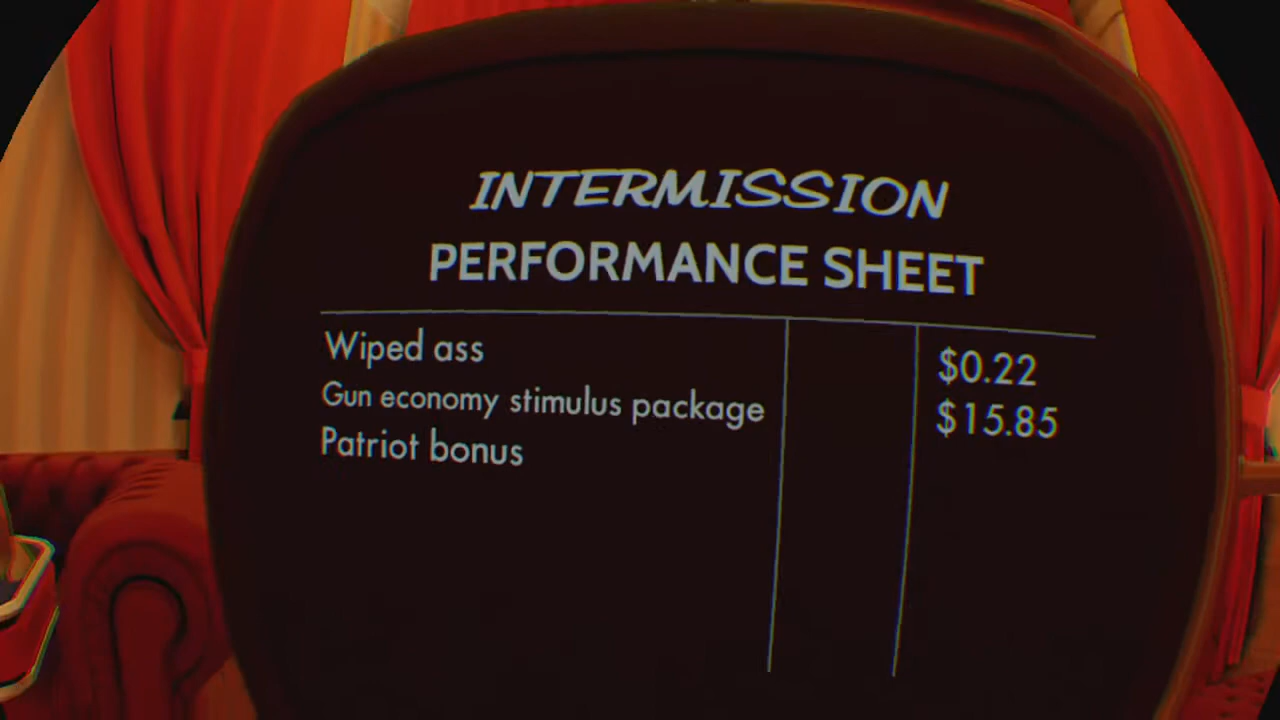 INTERMISSION
PERFORMANCE SHEET
Wiped ass $0.22
Gun economy stimulus package $15.85
Patriot bonus